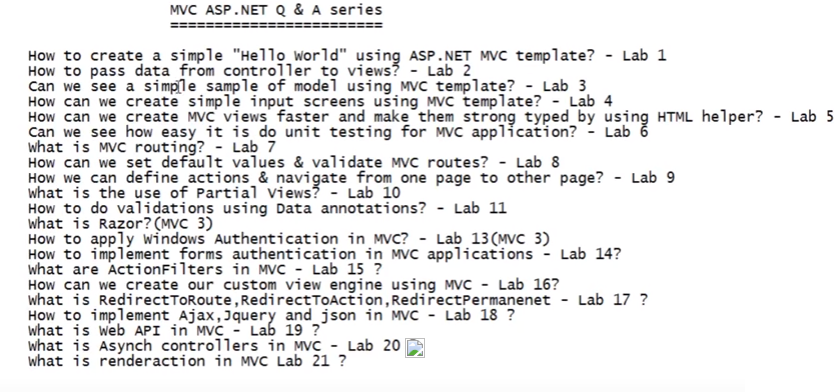 MVC ASP.NET Q & A series
========================
How to create a simple "Hello World" using ASP.NET MVC template? - Lab 1
How to pass data from controller to views? - Lab 2
Can we see a simple sample of model using MVC template? - Lab 3
How can we create simple input screens using MVC template? - Lab 4
How can we create MVC views faster and make them strong typed by using HTML helper? - Lab 5
Can we see how easy it is do unit testing for MVC application? - Lab 6
What is MVC routing? - Lab 7
How can we set default values & validate MVC routes? - Lab 8
How we can define actions & navigate from one page to other page? - Lab 9
What is the use of Partial Views? - Lab 10
How to do validations using Data annotations? - Lab 11
What is Razor?(MVC 3)
How to apply Windows Authentication in MVC? - Lab 13(MVC 3)
How to implement forms authentication in MVC applications - Lab 14?
What are ActionFilters in MVC - Lab 15 ?
How can we create our custom view engine using MVC - Lab 16?
What is RedirectToRoute,RedirectToAction,RedirectPermanenet - Lab 17 ?
How to implement Ajax,Jquery and json in MVC - Lab 18 ?
What is Web API in MVC - Lab 19 ?
What is Asynch controllers in MVC - Lab 20
What is renderaction in MVC Lab 21 ?